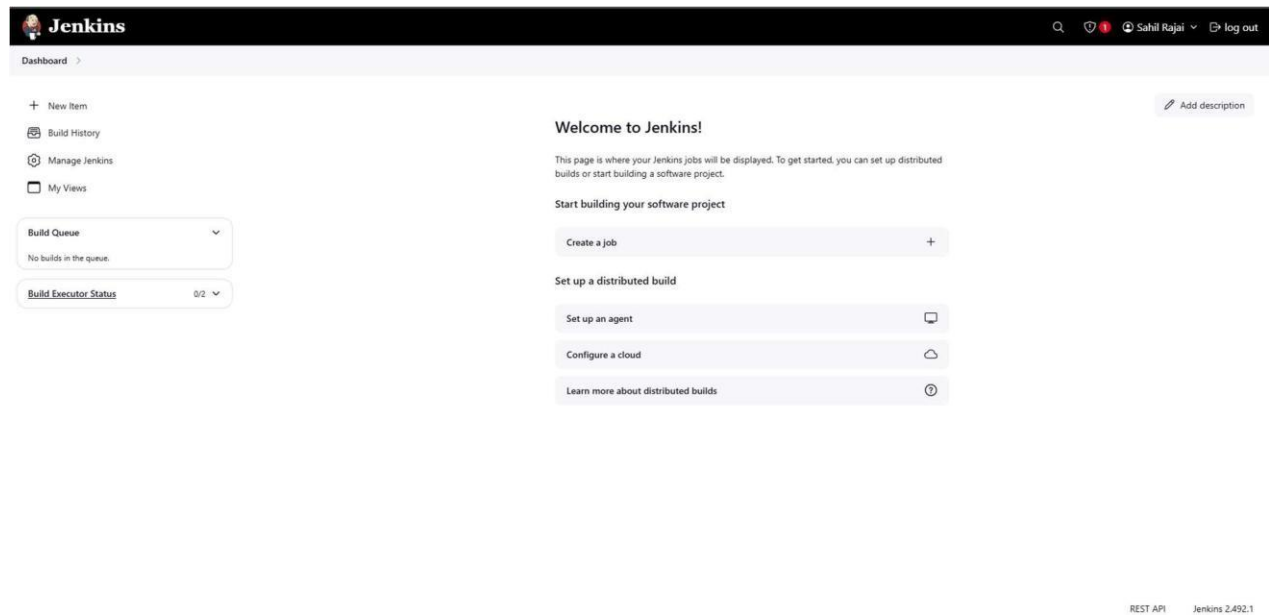 Jenkins
1
Sahil Rajai
log out
Dashboard
New Item
Build History
Manage Jenkins
My Views
Build Queue
No builds in the queue.
Build Executor Status
0/2
Add description
Welcome to Jenkins!
This page is where your Jenkins jobs will be displayed. To get started, you can set up distributed
builds or start building a software project.
Start building your software project
Create a job
Set up a distributed build
Set up an agent
Configure a cloud
Learn more about distributed builds
REST API
Jenkins 2.492.1